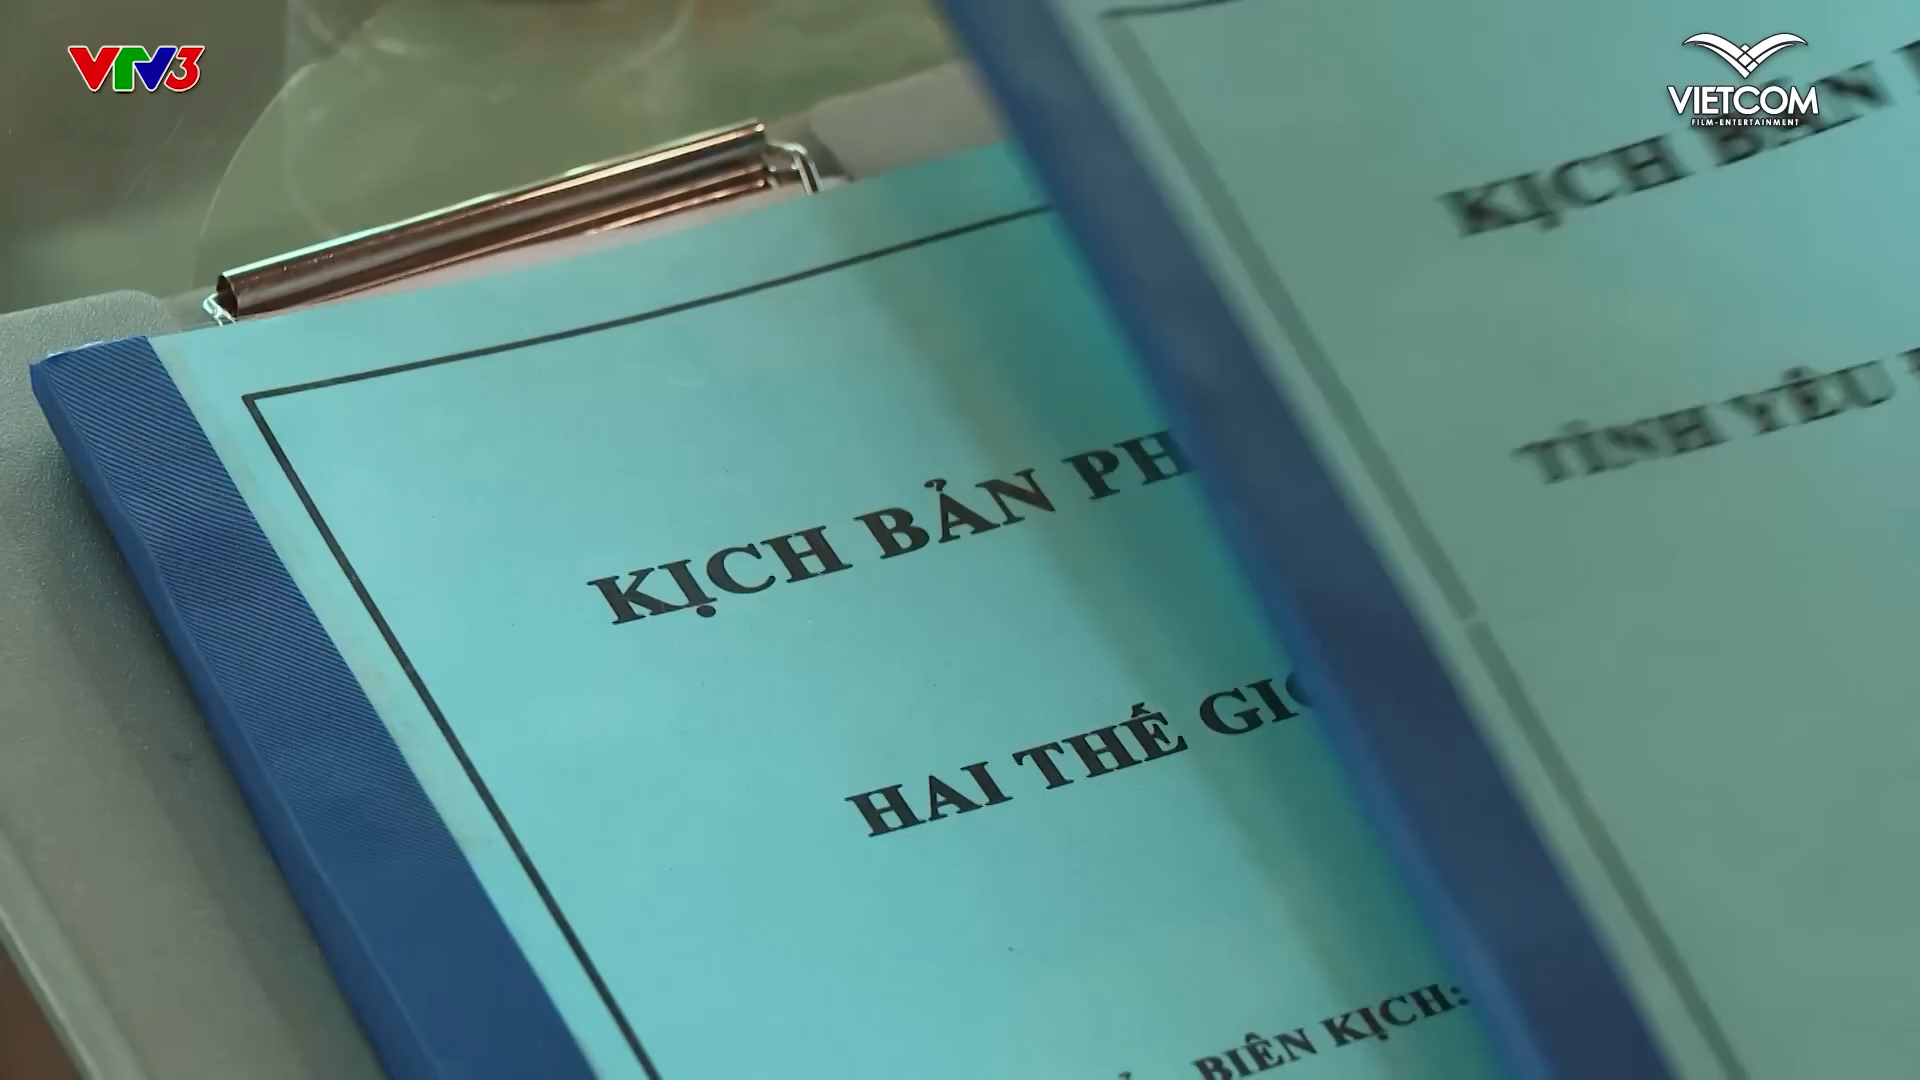 VTV3
VIETCOM
FILM-ENTERTAINMENT
KỊCH BẢN
TÌNH YÊU
KỊCH BẢN PH
HAI THẾ GIỚ
BIÊN KỊCH: